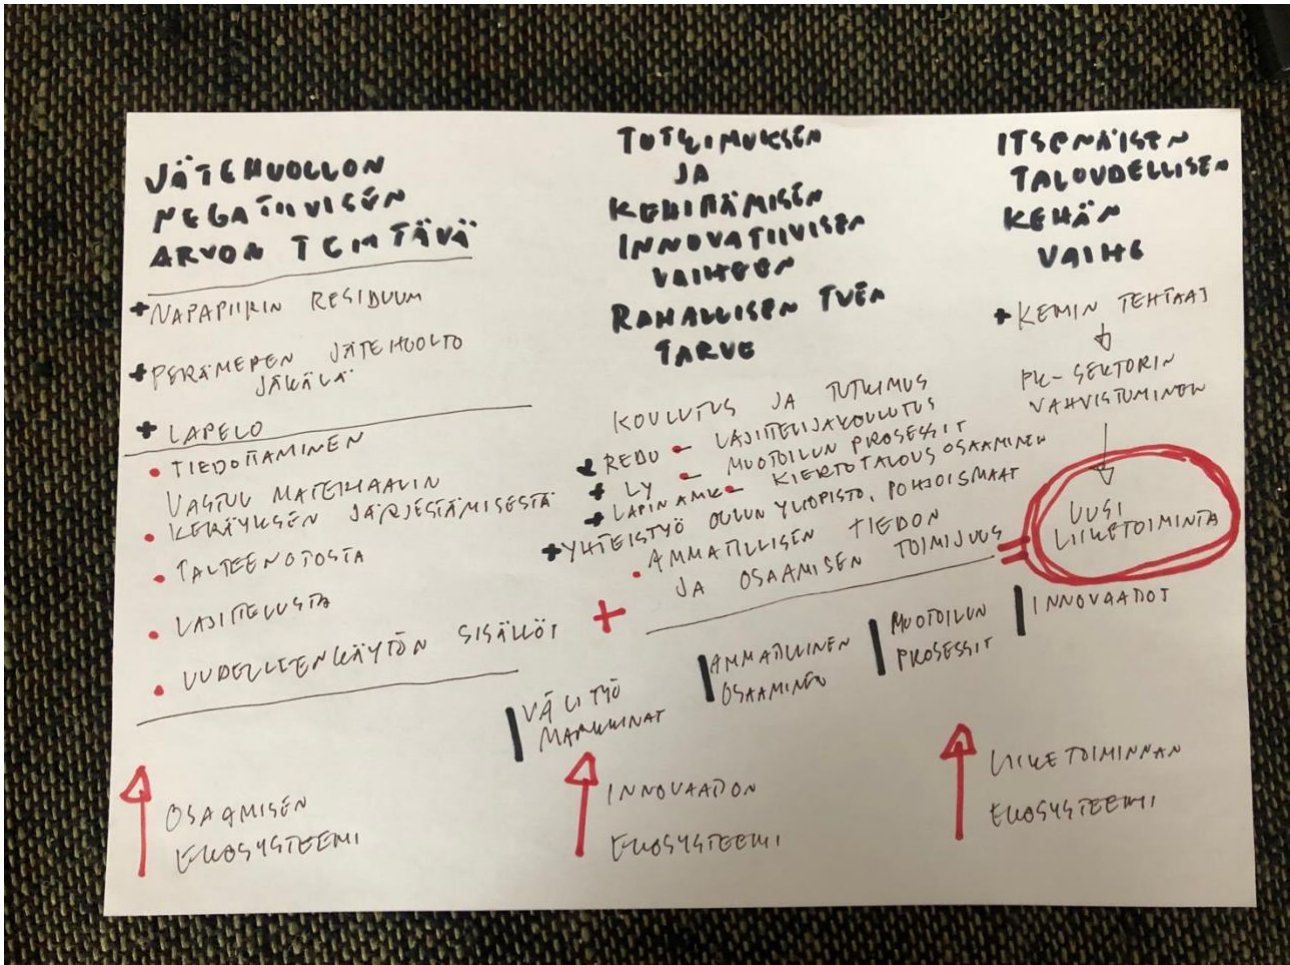 JÄTEHUOLLON
NEGATIIVISEN
ARVON TEHTÄVÄ
+NAPAPIIRIN RESIDUUM
+PERÄMEREN JÄTEHUOLTO
JÄKÄLÄ
+ LAPELO
• TIEDOTTAMINEN
VASTUU MATERIAALIN
• KERÄYKSEN JÄRJESTÄMISESTÄ
• TALTEENOTOSTA
• LAJITTELUSTA
• UUDELLEENKÄYTÖN SISÄLLÖT
TUTKIMUKSEN
JA
KEHITTÄMISEN
INNOVATIIVISEN
VAIHEEN
RAHALLISEN TUEN
TARVE
KOULUTUS JA TUTKIMUS
+ REDU – LAJITTELIJAKOULUTUS
+ LY – MUOTOILUN PROSESSIT
+ LAPIN AMK – KIERTOTALOUSOSAAMINEN
+YHTEISTYÖ OULUN YLIOPISTO, POHJOISMAAT
• AMMATILLISEN TIEDON
JA OSAAMISEN TOIMIJUUS
+
ITSENÄISEN
TALOUDELLISEN
KEHÄN
VAIHE
+ KEMIN TEHTAAT
PK-SEKTORIN
VAHVISTUMINEN
=
UUSI
LIIKETOIMINTA
VÄLITYÖ
MARKKINAT
AMMATILLINEN
OSAAMINEN
MUOTOILUN
PROSESSIT
INNOVAATIOT
OSAAMISEN
EKOSYSTEEMI
INNOVAATION
EKOSYSTEEMI
LIIKETOIMINNAN
EKOSYSTEEMI